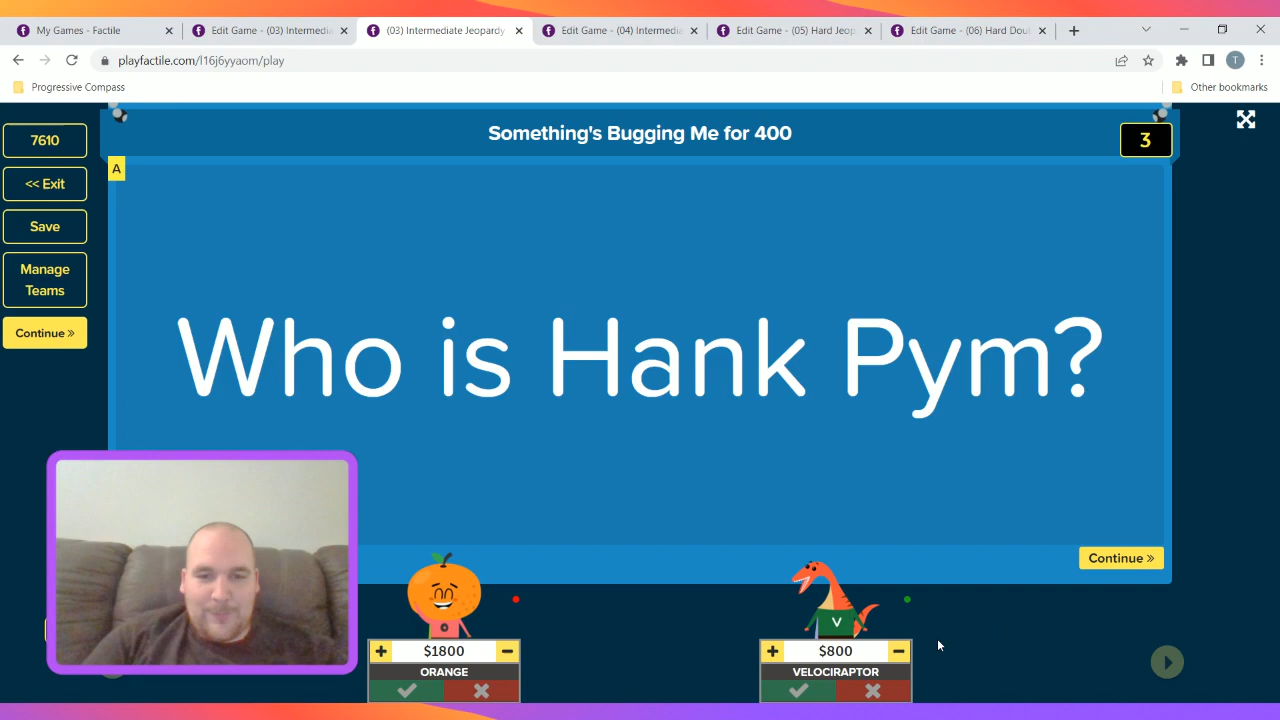 My Games - Factile
Edit Game - (03) Intermedia
(03) Intermediate Jeopardy
Edit Game - (04) Intermedia
Edit Game - (05) Hard Jeop
Edit Game - (06) Hard Dou
playfactile.com/l16j6yyaom/play
T
Progressive Compass
Other bookmarks
7610
<< Exit
Save
Manage
Teams
Continue »
Something's Bugging Me for 400
3
A
Who is Hank Pym?
Continue »
O
V
+ $1800 −
ORANGE
+ $800 −
VELOCIRAPTOR